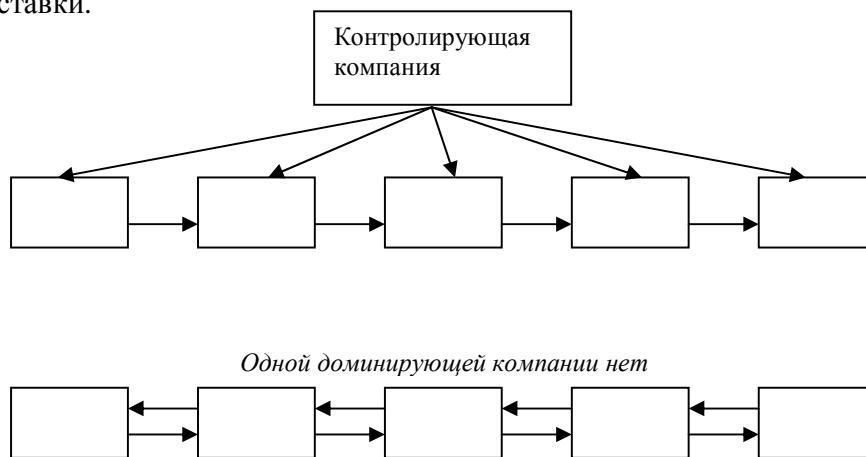 ставки.
Контролирующая
компания
Одной доминирующей компании нет